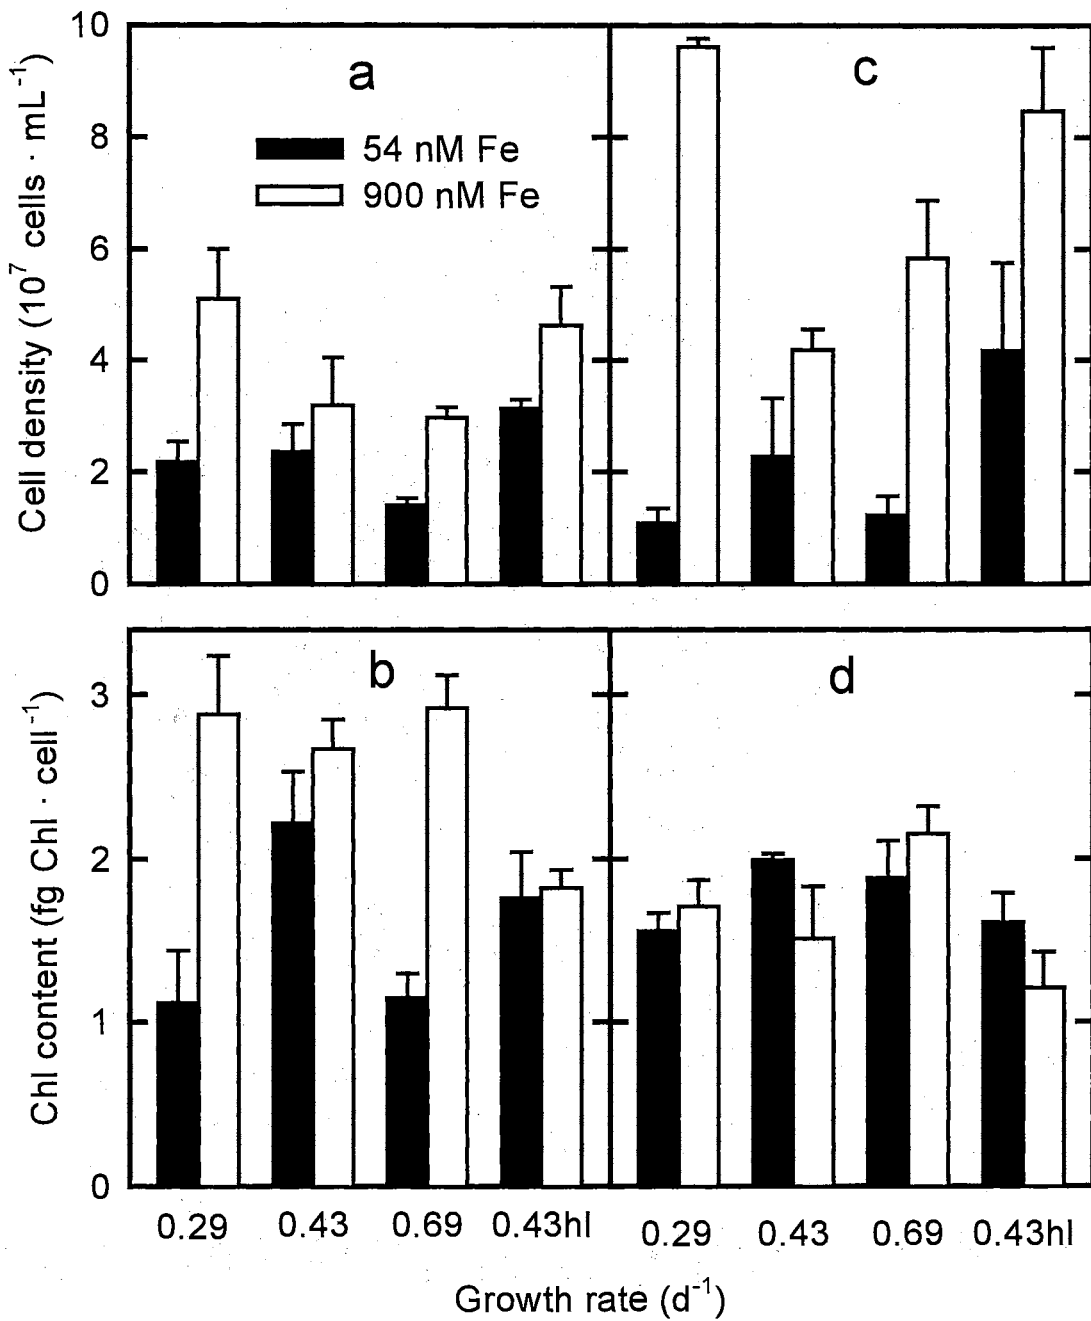 10
8
6
4
2
0
Cell density (10⁷ cells · mL⁻¹)
a
54 nM Fe
900 nM Fe
c
3
2
1
0
Chl content (fg Chl · cell⁻¹)
b
d
0.29 0.43 0.69 0.43hl 0.29 0.43 0.69 0.43hl
Growth rate (d⁻¹)